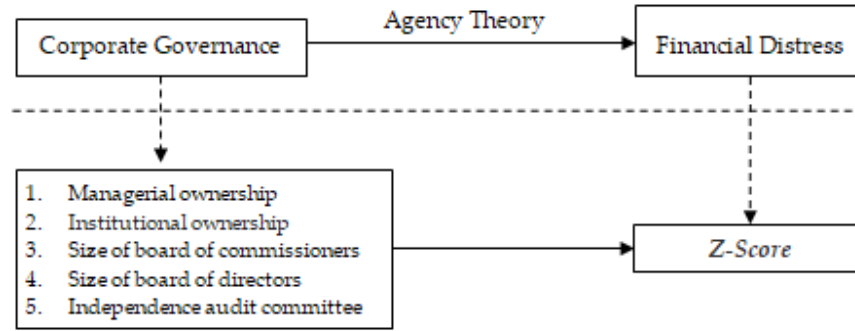 Agency Theory
Corporate Governance
Financial Distress
1. Managerial ownership
2. Institutional ownership
3. Size of board of commissioners
4. Size of board of directors
5. Independence audit committee
Z-Score